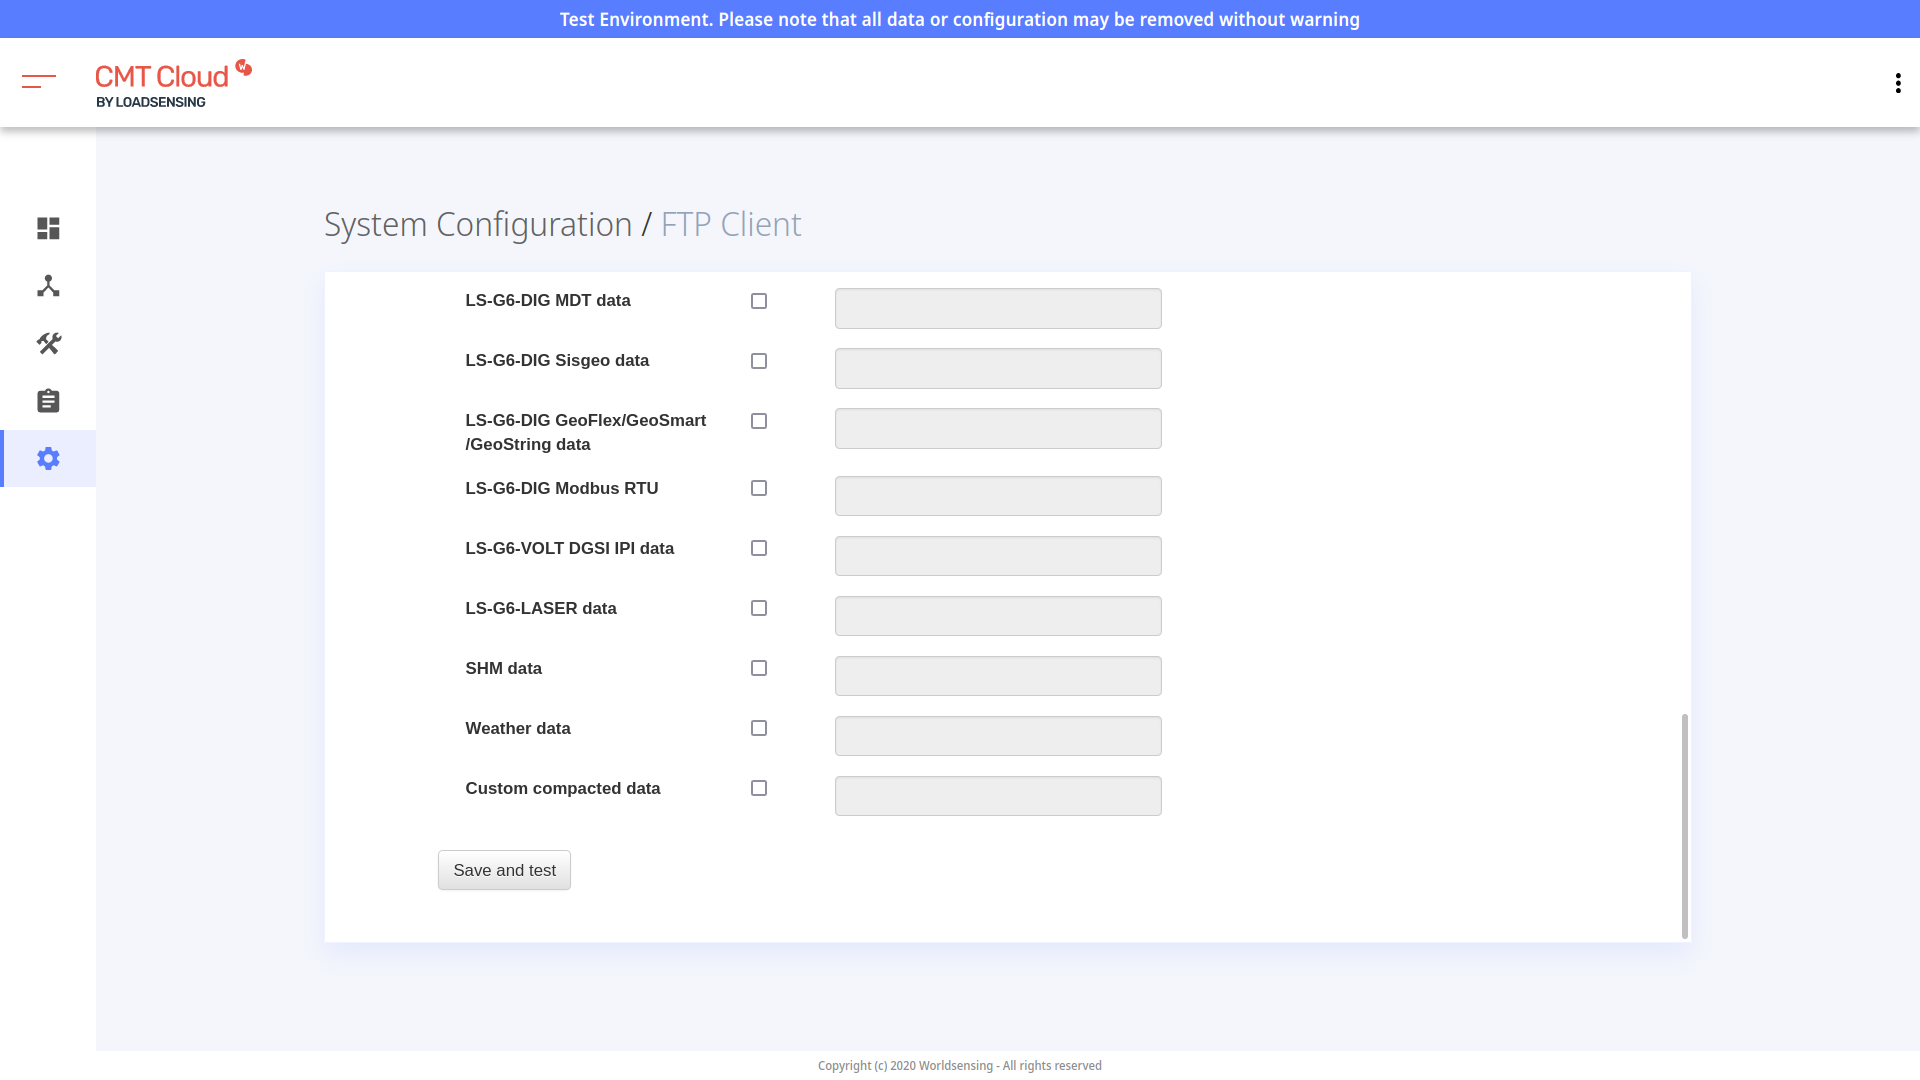 Test Environment. Please note that all data or configuration may be removed without warning
CMT Cloud
BY LOADSENSING
System Configuration / FTP Client
LS-G6-DIG MDT data
LS-G6-DIG Sisgeo data
LS-G6-DIG GeoFlex/GeoSmart
/GeoString data
LS-G6-DIG Modbus RTU
LS-G6-VOLT DGSI IPI data
LS-G6-LASER data
SHM data
Weather data
Custom compacted data
Save and test
Copyright (c) 2020 Worldsensing - All rights reserved